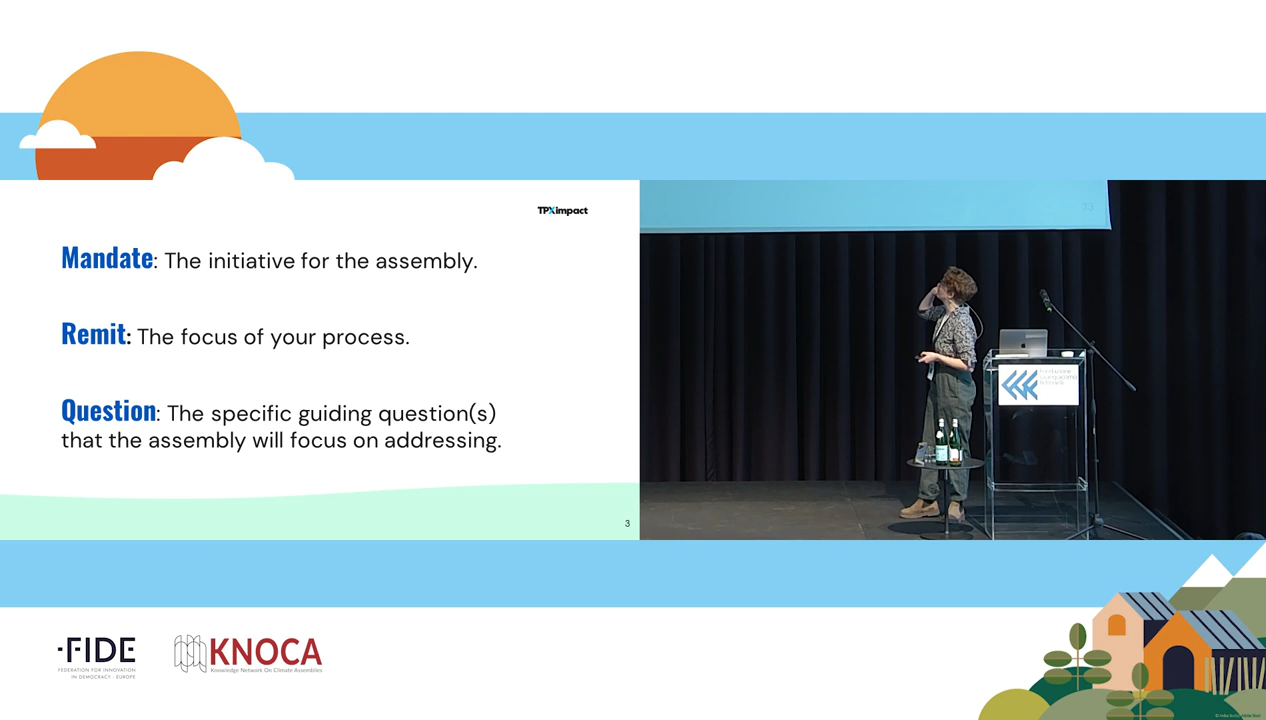 TPXimpact
Mandate: The initiative for the assembly.
Remit: The focus of your process.
Question: The specific guiding question(s)
that the assembly will focus on addressing.
3
33
FIDE
FEDERATION FOR INNOVATION
IN DEMOCRACY - EUROPE
KNOCA
Knowledge Network On Climate Assemblies